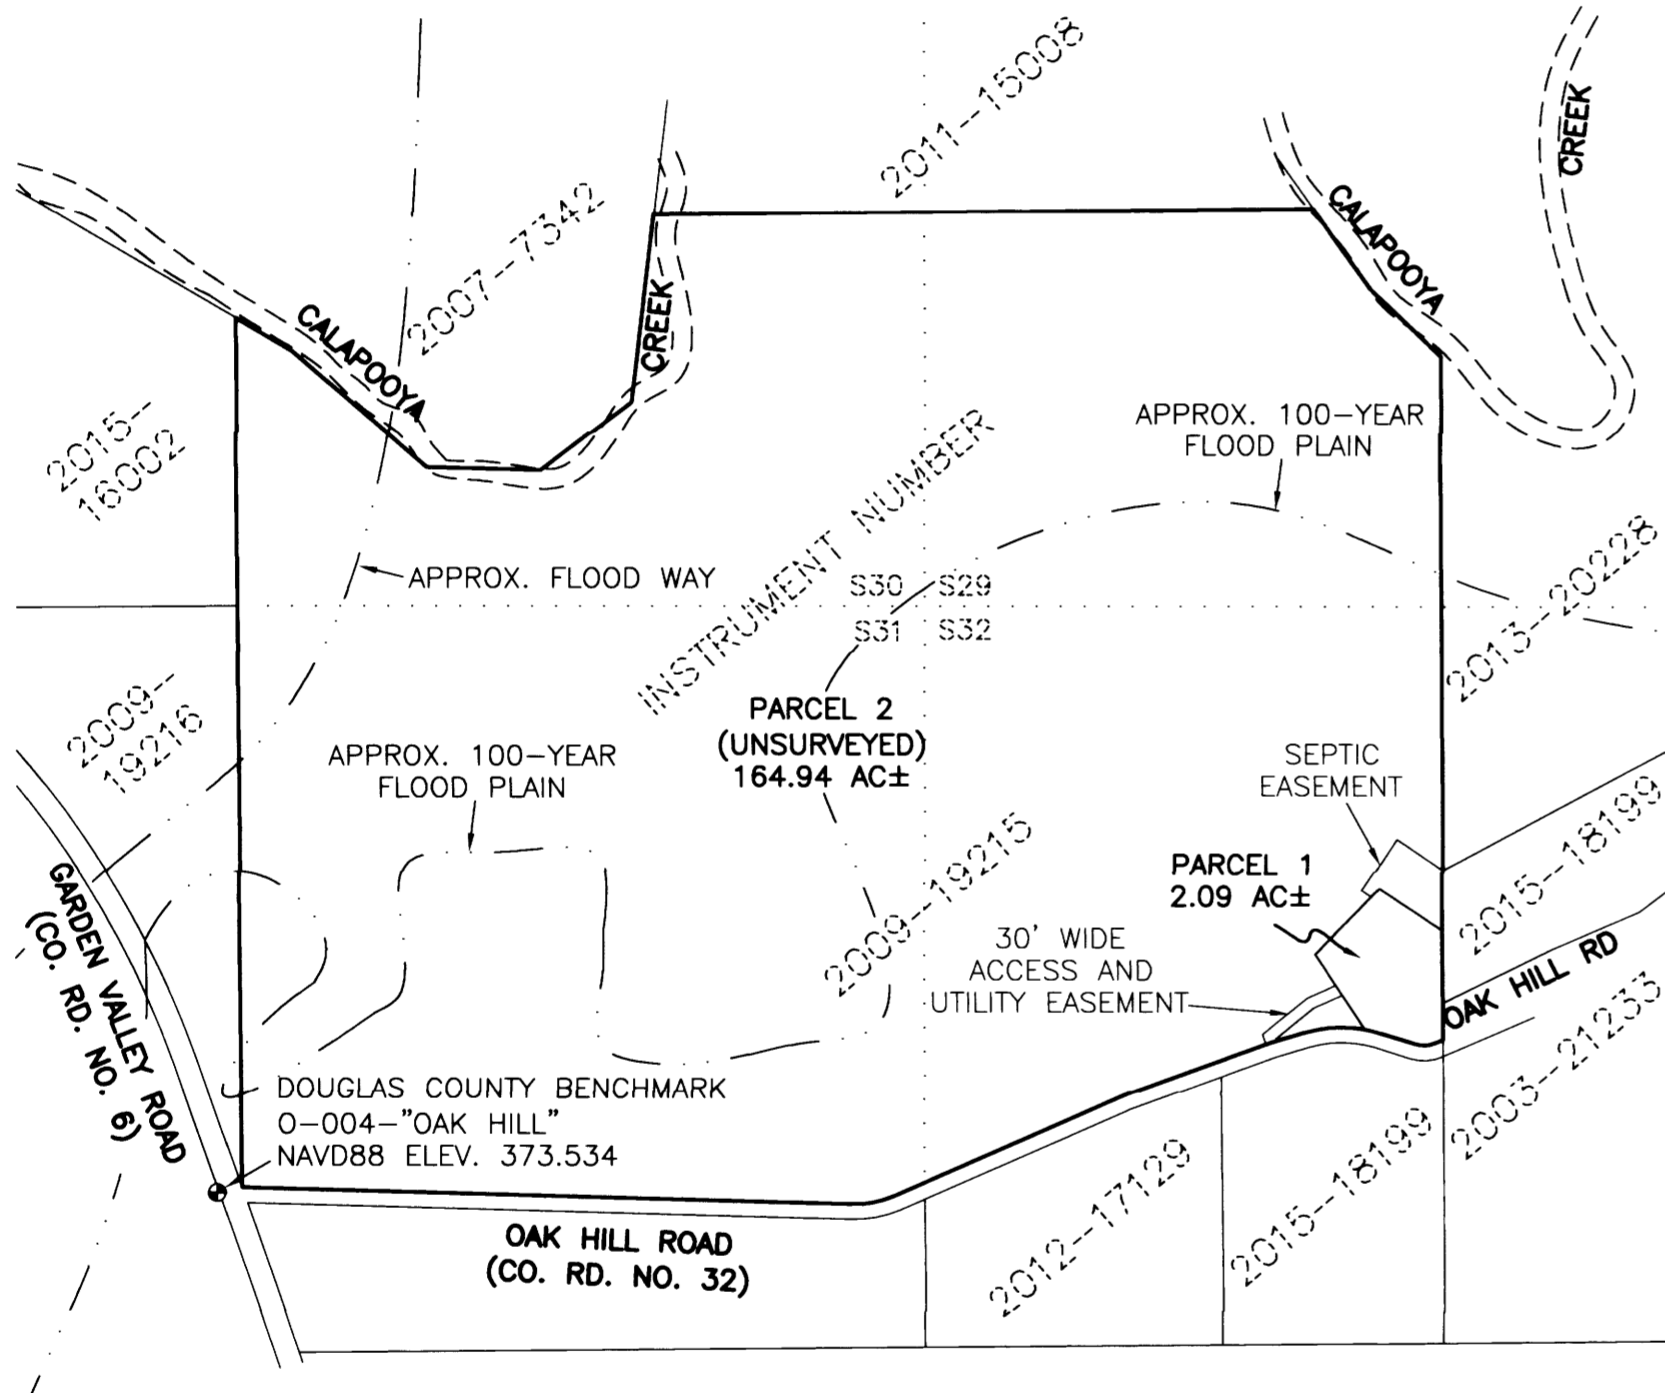 2011-15008
CREEK
CALAPOOYA
2007-7342
CALAPOOYA
CREEK
2015-
16002
APPROX. 100-YEAR
FLOOD PLAIN
INSTRUMENT NUMBER
APPROX. FLOOD WAY
S30 S29
S31 S32
2013-20228
2009-
19216
PARCEL 2
(UNSURVEYED)
164.94 AC±
APPROX. 100-YEAR
FLOOD PLAIN
SEPTIC
EASEMENT
2009-19215
PARCEL 1
2.09 AC±
2015-18199
30' WIDE
ACCESS AND
UTILITY EASEMENT
OAK HILL RD
GARDEN VALLEY ROAD
(CO. RD. NO. 6)
2003-21233
DOUGLAS COUNTY BENCHMARK
O-004-"OAK HILL"
NAVD88 ELEV. 373.534
2012-17129
2015-18199
OAK HILL ROAD
(CO. RD. NO. 32)